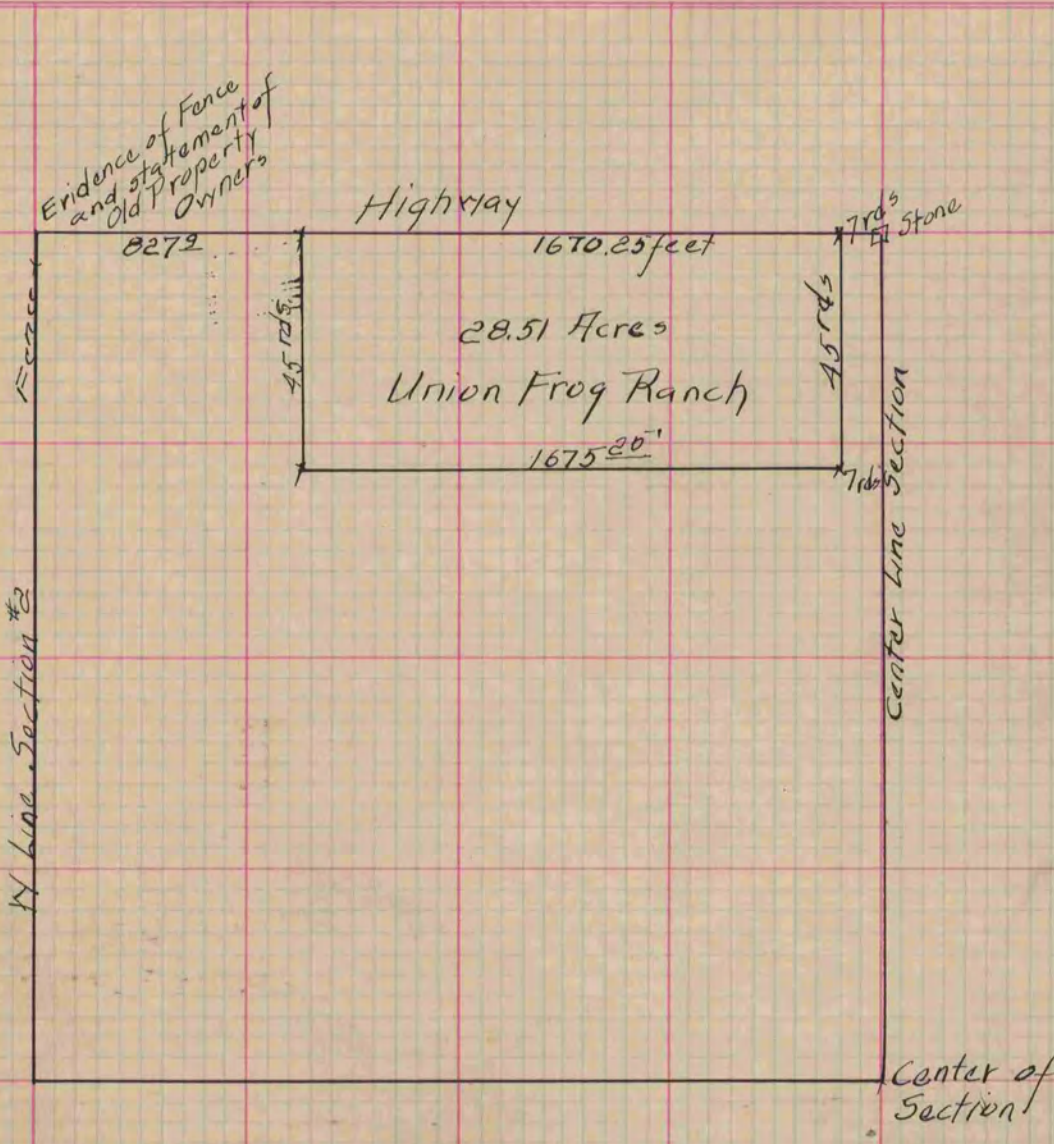 Evidence of Fence
and statement of
Old Property
Owners
Highway
7 rds
Stone
827 2
1670.25 feet
Fence
45 rds
28.51 Acres
45 rds
Union Frog Ranch
1675 20'
7 rds
Center Line Section
W Line Section #2
Center of
Section